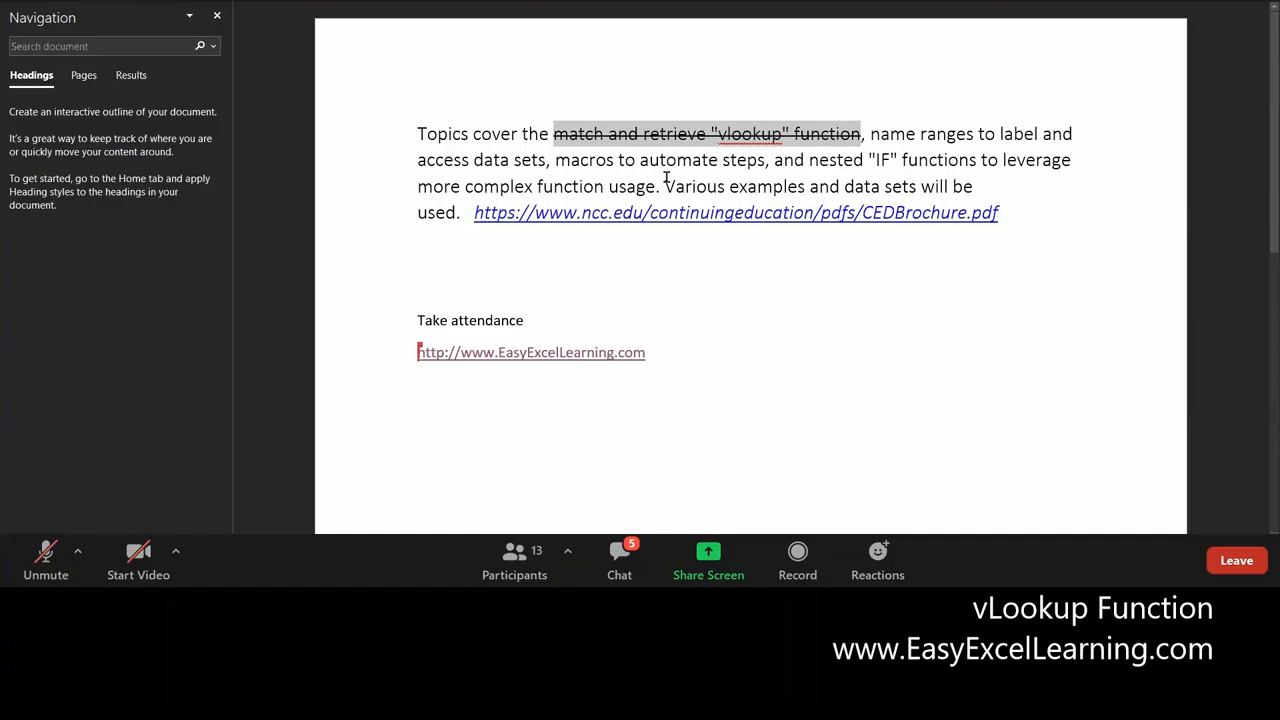 Navigation
Search document
Headings Pages Results
Create an interactive outline of your document.
It's a great way to keep track of where you are
or quickly move your content around.
To get started, go to the Home tab and apply
Heading styles to the headings in your
document.
Topics cover the match and retrieve "vlookup" function, name ranges to label and
access data sets, macros to automate steps, and nested "IF" functions to leverage
more complex function usage. Various examples and data sets will be
used. https://www.ncc.edu/continuingeducation/pdfs/CEDBrochure.pdf
Take attendance
http://www.EasyExcelLearning.com
Unmute
Start Video
13
Participants
5
Chat
Share Screen
Record
Reactions
Leave
vLookup Function
www.EasyExcelLearning.com